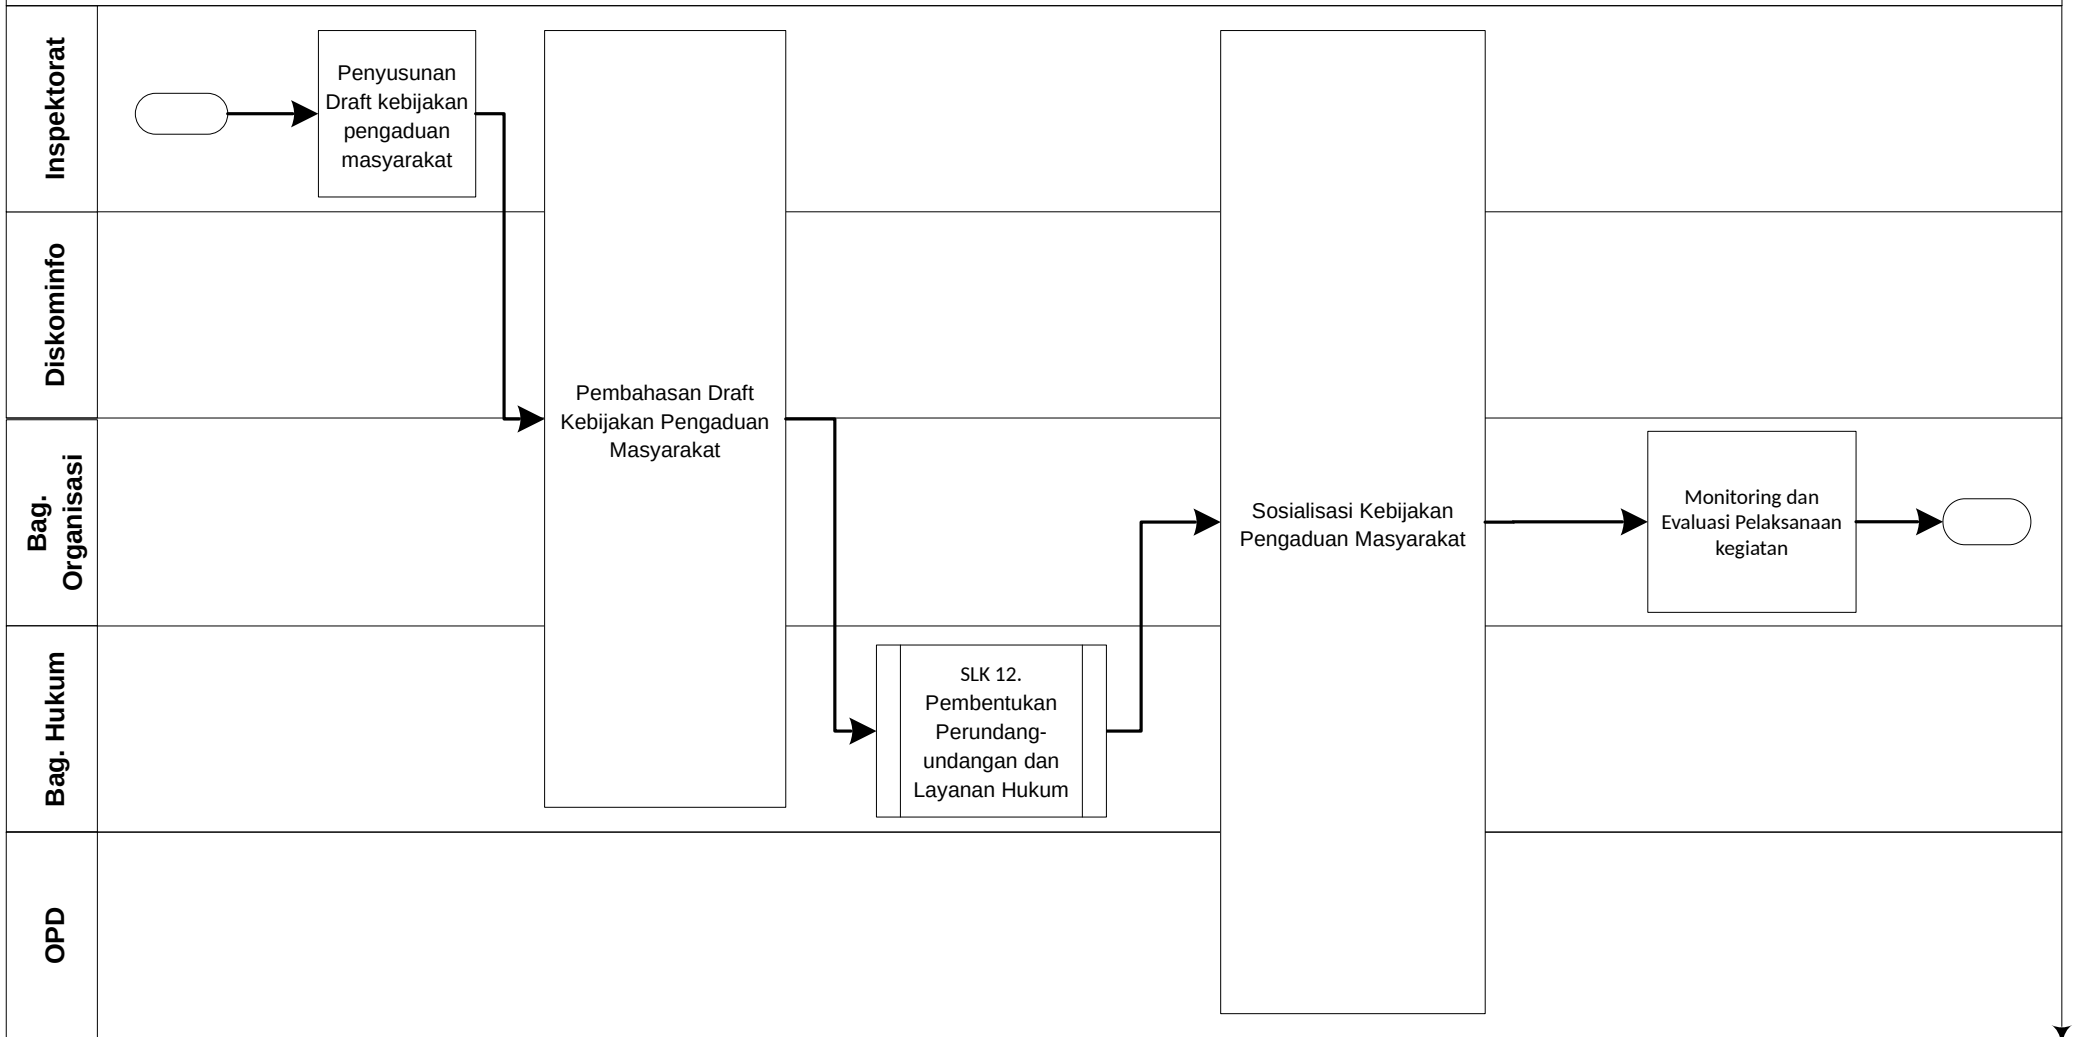 Inspektorat
Penyusunan
Draft kebijakan
pengaduan
masyarakat
Diskominfo
Pembahasan Draft
Kebijakan Pengaduan
Masyarakat
Bag.
Organisasi
Sosialisasi Kebijakan
Pengaduan Masyarakat
Monitoring dan
Evaluasi Pelaksanaan
kegiatan
Bag. Hukum
SLK 12.
Pembentukan
Perundang-
undangan dan
Layanan Hukum
OPD